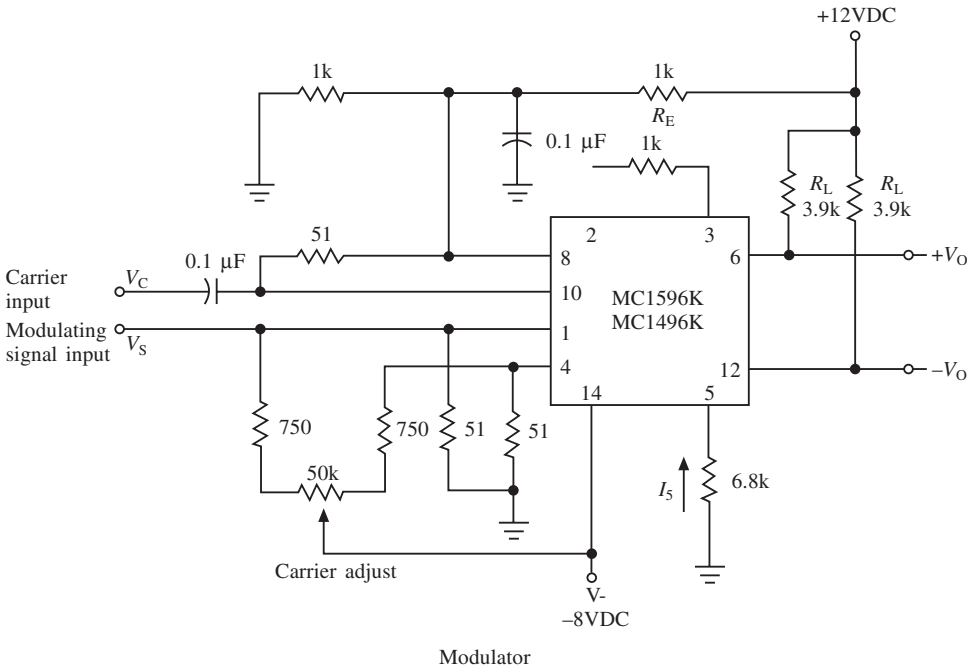 +12VDC
1k
1k
R_E
0.1 μF
1k
R_L
3.9k
R_L
3.9k
2
3
51
8
6
+V_O
Carrier
input
V_C
0.1 μF
10
MC1596K
MC1496K
Modulating
signal input
V_S
1
4
12
–V_O
14
5
750
750
51
51
50k
I_5
6.8k
Carrier adjust
V-
–8VDC
Modulator